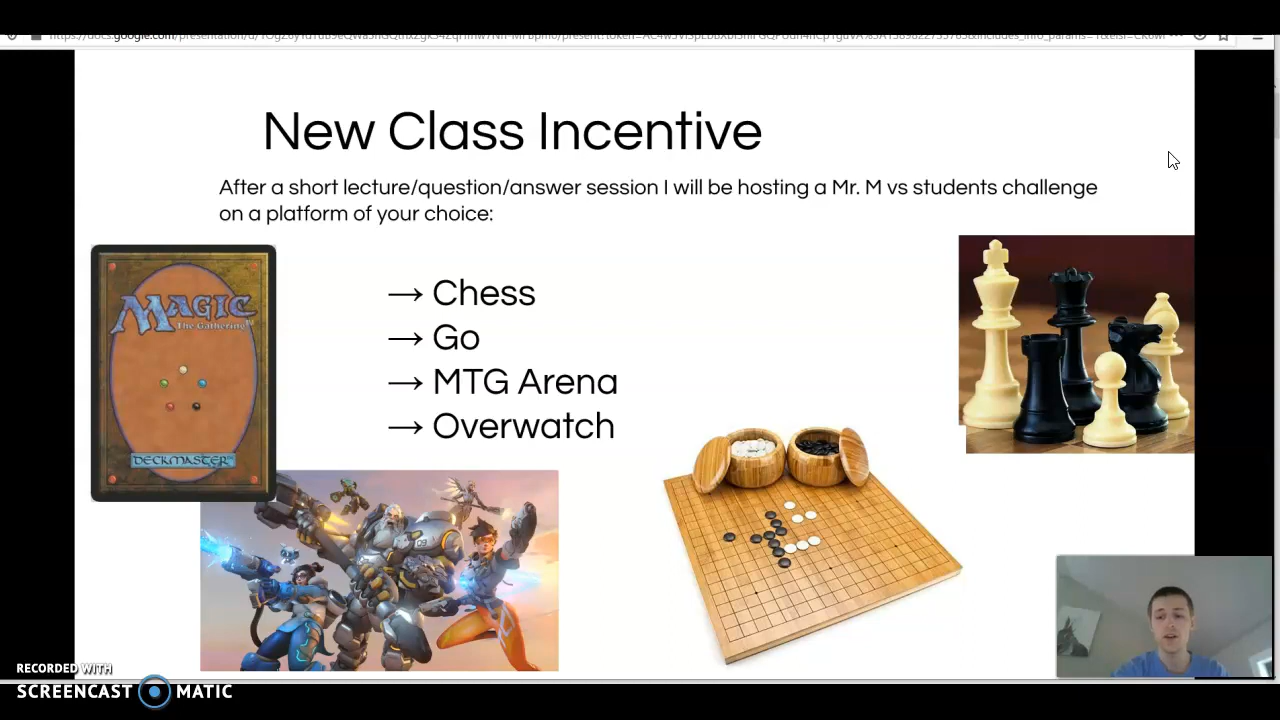 New Class Incentive
After a short lecture/question/answer session I will be hosting a Mr. M vs students challenge
on a platform of your choice:
→ Chess
→ Go
→ MTG Arena
→ Overwatch
MAGIC
The Gathering
DECKMASTER
RECORDED WITH
SCREENCAST MATIC